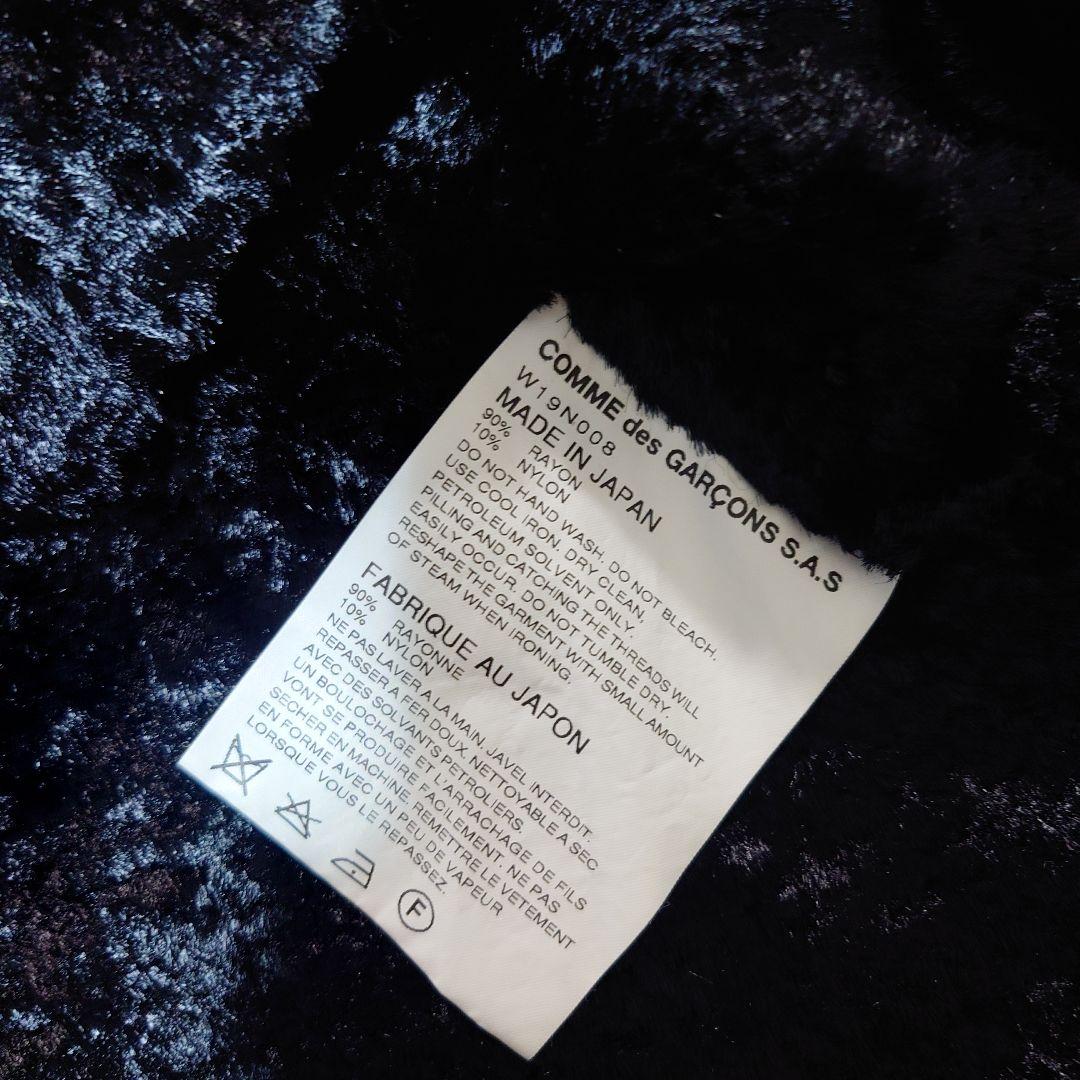 COMME des GARÇONS S.A.S
W19N008
MADE IN JAPAN
90% RAYON
10% NYLON
DO NOT HAND WASH, DO NOT BLEACH.
USE COOL IRON. DRY CLEAN,
PETROLEUM SOLVENT ONLY.
PILLING AND CATCHING THE THREADS WILL
EASILY OCCUR, DO NOT TUMBLE DRY.
RESHAPE THE GARMENT WITH SMALL AMOUNT
OF STEAM WHEN IRONING.
FABRIQUE AU JAPON
90% RAYONNE
10% NYLON
NE PAS LAVER A LA MAIN. JAVEL INTERDIT.
REPASSER A FER DOUX. NETTOYABLE A SEC
AVEC DES SOLVANTS PETROLIERS.
UN BOULOCHAGE ET L'ARRACHAGE DE FILS
VONT SE PRODUIRE FACILEMENT. NE PAS
SECHER EN MACHINE. REMETTRE LE VETEMENT
EN FORME AVEC UN PEU DE VAPEUR
LORSQUE VOUS LE REPASSEZ.
F